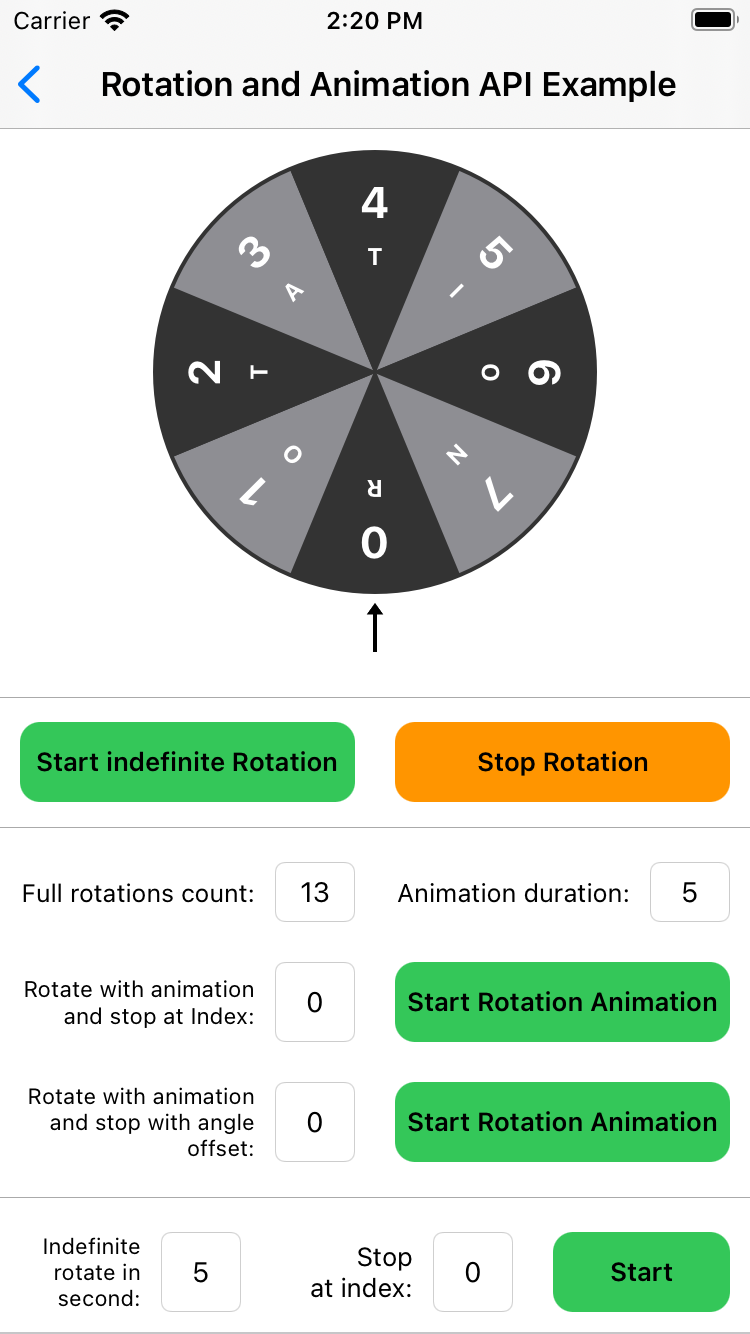 Carrier 2:20 PM
Rotation and Animation API Example
4
T
3
A
5
I
2
T
O
6
O
1
N
7
R
0
Start indefinite Rotation
Stop Rotation
Full rotations count: 13
Animation duration: 5
Rotate with animation
and stop at Index:
0
Start Rotation Animation
Rotate with animation
and stop with angle
offset:
0
Start Rotation Animation
Indefinite
rotate in
second:
5
Stop
at index:
0
Start